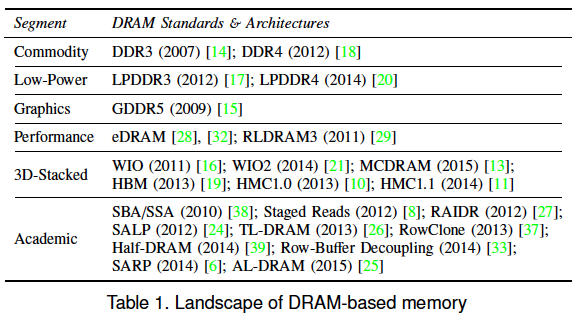 Segment DRAM Standards & Architectures
Commodity DDR3 (2007) [14]; DDR4 (2012) [18]
Low-Power LPDDR3 (2012) [17]; LPDDR4 (2014) [20]
Graphics GDDR5 (2009) [15]
Performance eDRAM [28], [32]; RLDRAM3 (2011) [29]
3D-Stacked WIO (2011) [16]; WIO2 (2014) [21]; MCDRAM (2015) [13];
HBM (2013) [19]; HMC1.0 (2013) [10]; HMC1.1 (2014) [11]
Academic SBA/SSA (2010) [38]; Staged Reads (2012) [8]; RAIDR (2012) [27];
SALP (2012) [24]; TL-DRAM (2013) [26]; RowClone (2013) [37];
Half-DRAM (2014) [39]; Row-Buffer Decoupling (2014) [33];
SARP (2014) [6]; AL-DRAM (2015) [25]
Table 1. Landscape of DRAM-based memory